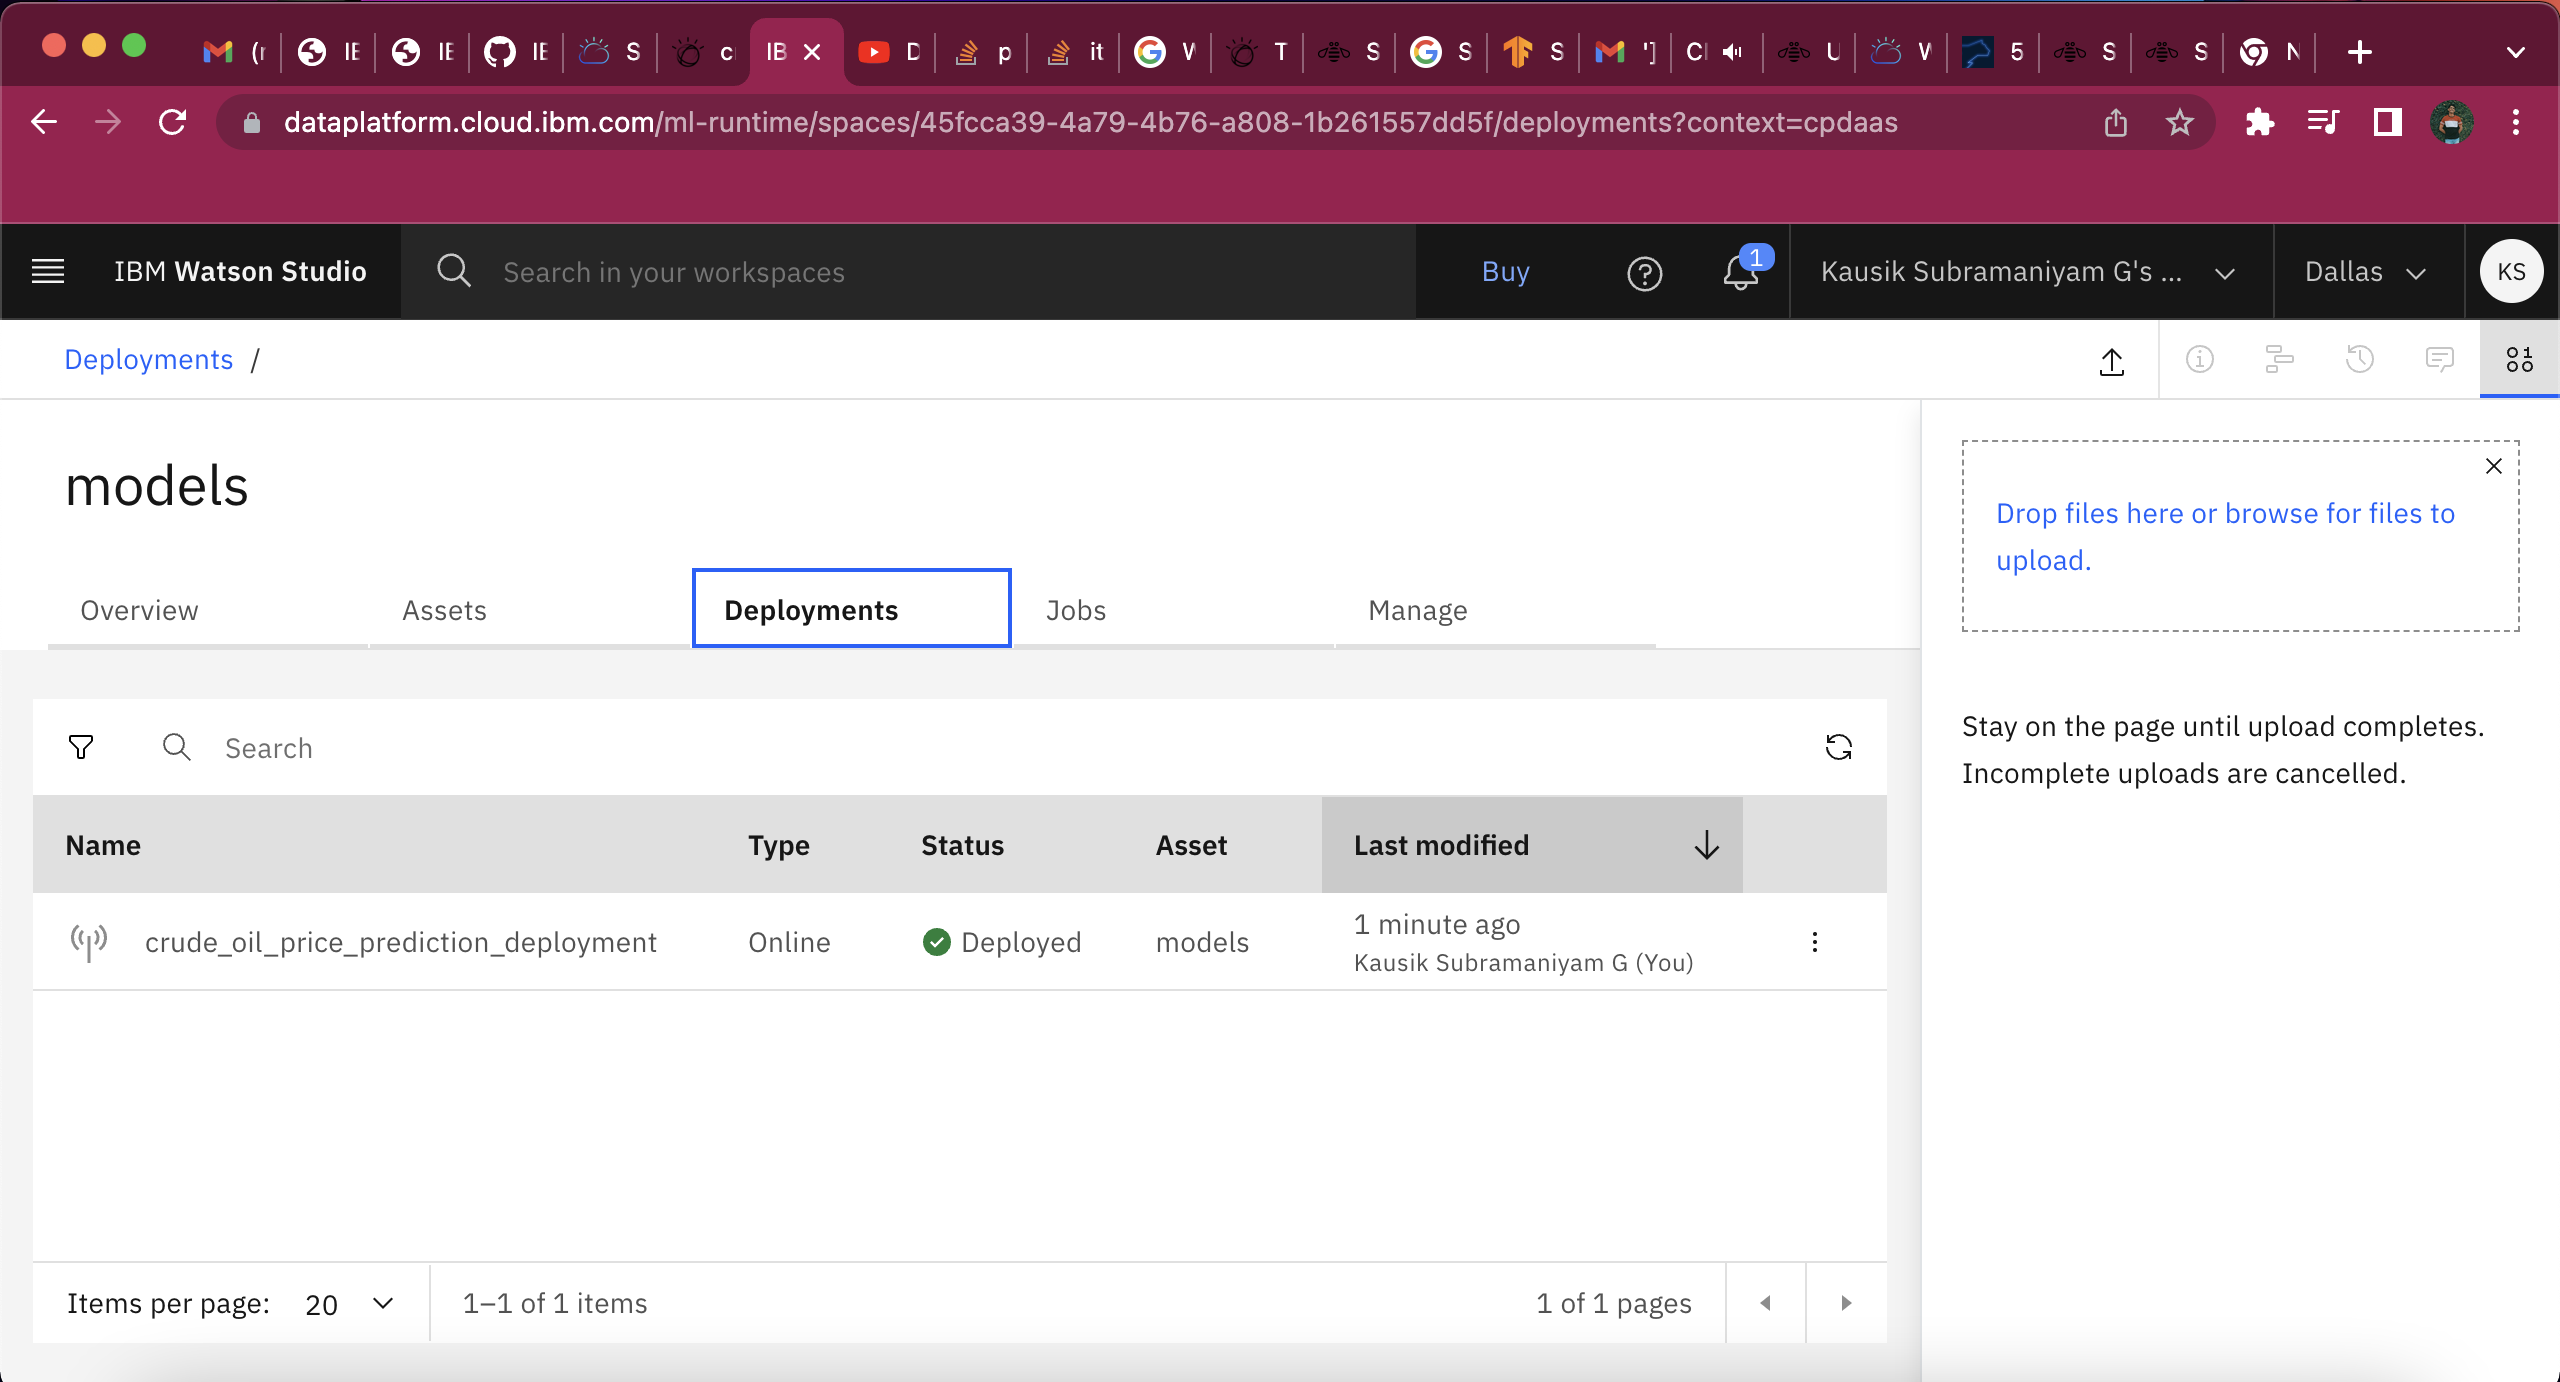 (r IE IE IE S c IB D p it W T S S S '] Cl U W 5 S S N
dataplatform.cloud.ibm.com/ml-runtime/spaces/45fcca39-4a79-4b76-a808-1b261557dd5f/deployments?context=cpdaas
IBM Watson Studio
Search in your workspaces
Buy
1
Kausik Subramaniyam G's ...
Dallas
KS
Deployments /
models
Overview
Assets
Deployments
Jobs
Manage
Drop files here or browse for files to
upload.
Stay on the page until upload completes.
Incomplete uploads are cancelled.
Search
Name Type Status Asset Last modified
crude_oil_price_prediction_deployment Online Deployed models 1 minute ago
Kausik Subramaniyam G (You)
Items per page: 20 1–1 of 1 items 1 of 1 pages